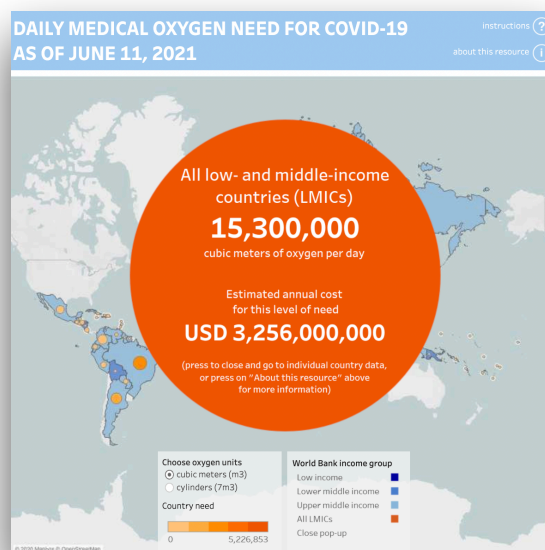 DAILY MEDICAL OXYGEN NEED FOR COVID-19
AS OF JUNE 11, 2021
instructions ?
about this resource i
All low- and middle-income
countries (LMICs)
15,300,000
cubic meters of oxygen per day
Estimated annual cost
for this level of need
USD 3,256,000,000
(press to close and go to individual country data,
or press on "About this resource" above
for more information)
Choose oxygen units
cubic meters (m3)
cylinders (7m3)
Country need
0 5,226,853
World Bank income group
Low income
Lower middle income
Upper middle income
All LMICs
Close pop-up
© 2020 Mapbox © OpenStreetMap